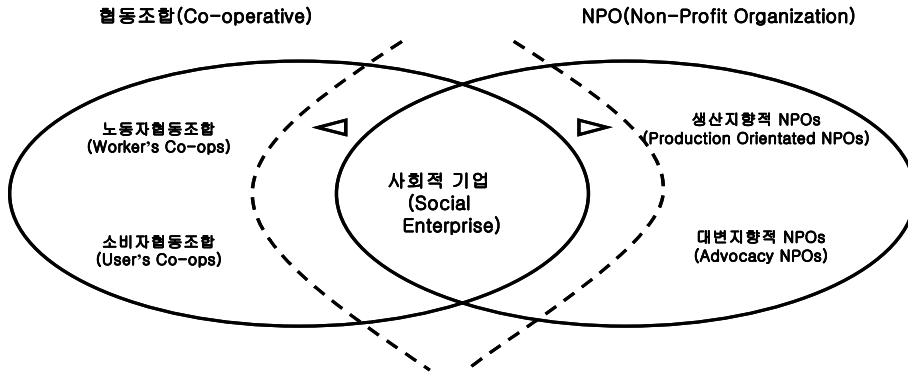 협동조합(Co-operative)
NPO(Non-Profit Organization)
노동자협동조합
(Worker's Co-ops)
생산지향적 NPOs
(Production Orientated NPOs)
사회적 기업
(Social
Enterprise)
소비자협동조합
(User's Co-ops)
대변지향적 NPOs
(Advocacy NPOs)